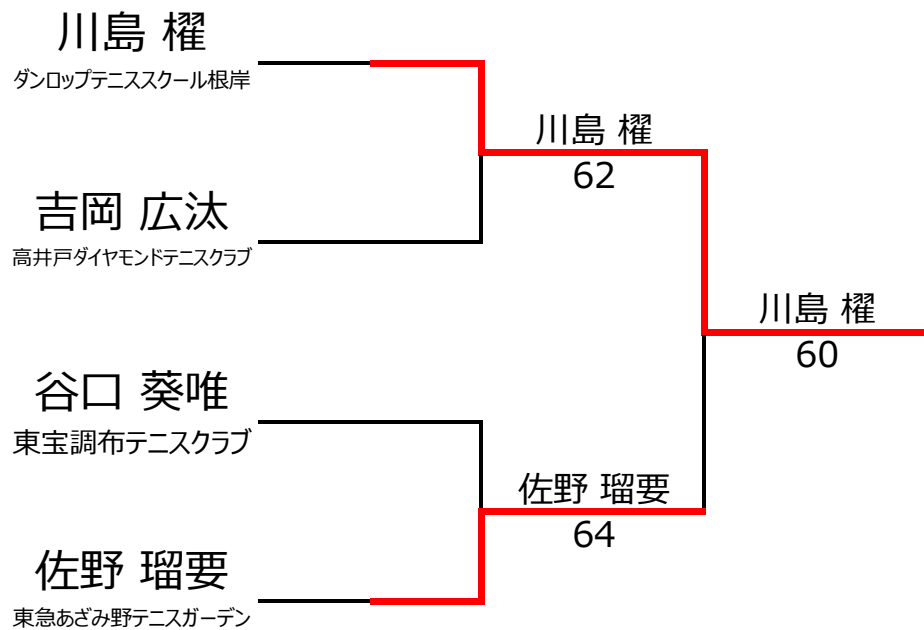 川島 櫂
ダンロップテニススクール根岸
川島 櫂
62
吉岡 広汰
高井戸ダイヤモンドテニスクラブ
川島 櫂
60
谷口 葵唯
東宝調布テニスクラブ
佐野 瑠要
64
佐野 瑠要
東急あざみ野テニスガーデン